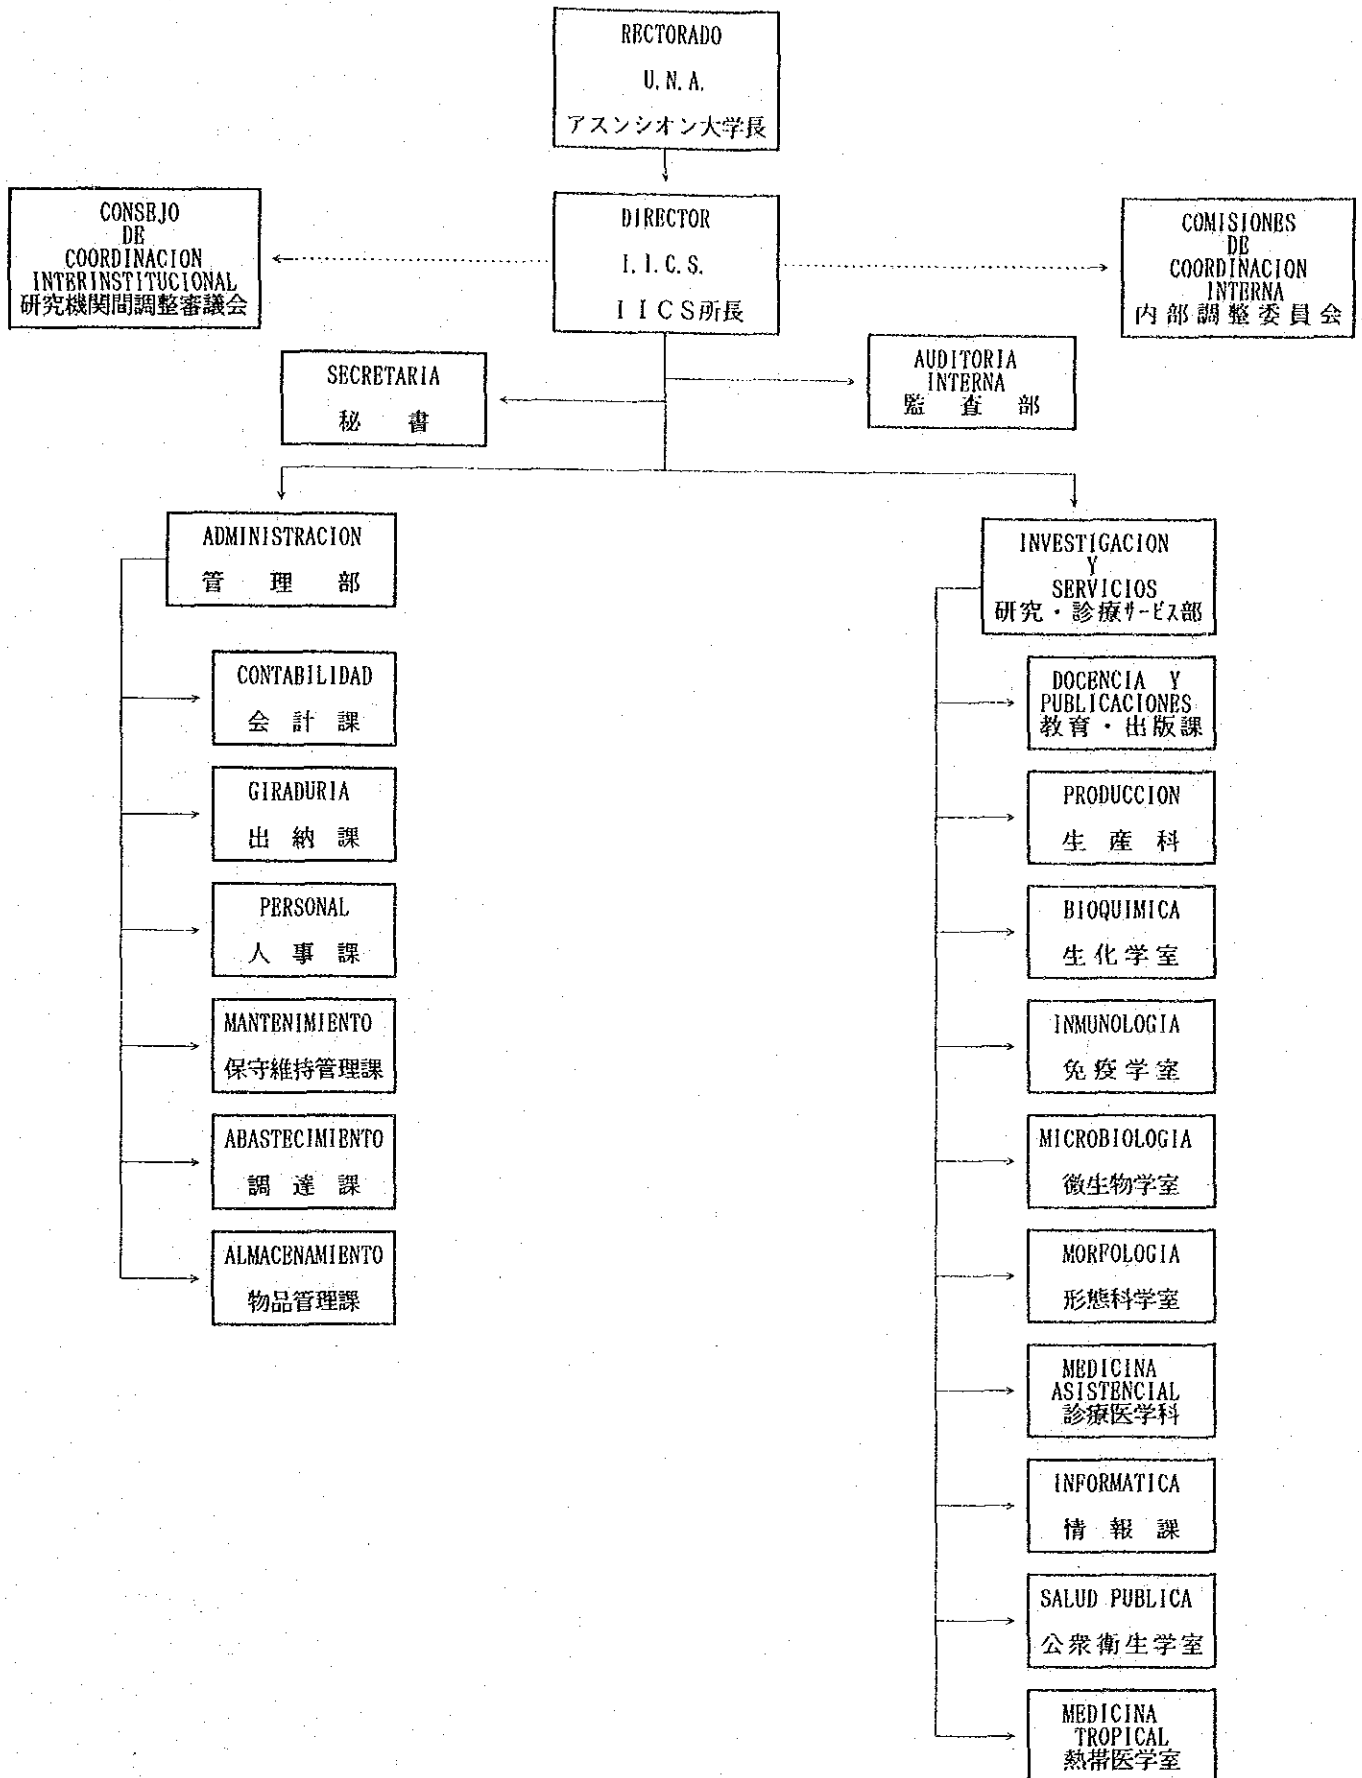 RECTORADO
U.N.A.
アスンシオン大学長
CONSEJO
DE
COORDINACION
INTERINSTITUCIONAL
研究機関間調整審議会
DIRECTOR
I.I.C.S.
IICS所長
COMISIONES
DE
COORDINACION
INTERNA
内部調整委員会
SECRETARIA
秘書
AUDITORIA
INTERNA
監査部
ADMINISTRACION
管理部
CONTABILIDAD
会計課
GIRADURIA
出納課
PERSONAL
人事課
MANTENIMIENTO
保守維持管理課
ABASTECIMIENTO
調達課
ALMACENAMIENTO
物品管理課
INVESTIGACION
Y
SERVICIOS
研究・診療サービス部
DOCENCIA Y
PUBLICACIONES
教育・出版課
PRODUCCION
生産科
BIOQUIMICA
生化学室
INMUNOLOGIA
免疫学室
MICROBIOLOGIA
微生物学室
MORFOLOGIA
形態科学室
MEDICINA
ASISTENCIAL
診療医学科
INFORMATICA
情報課
SALUD PUBLICA
公衆衛生学室
MEDICINA
TROPICAL
熱帯医学室